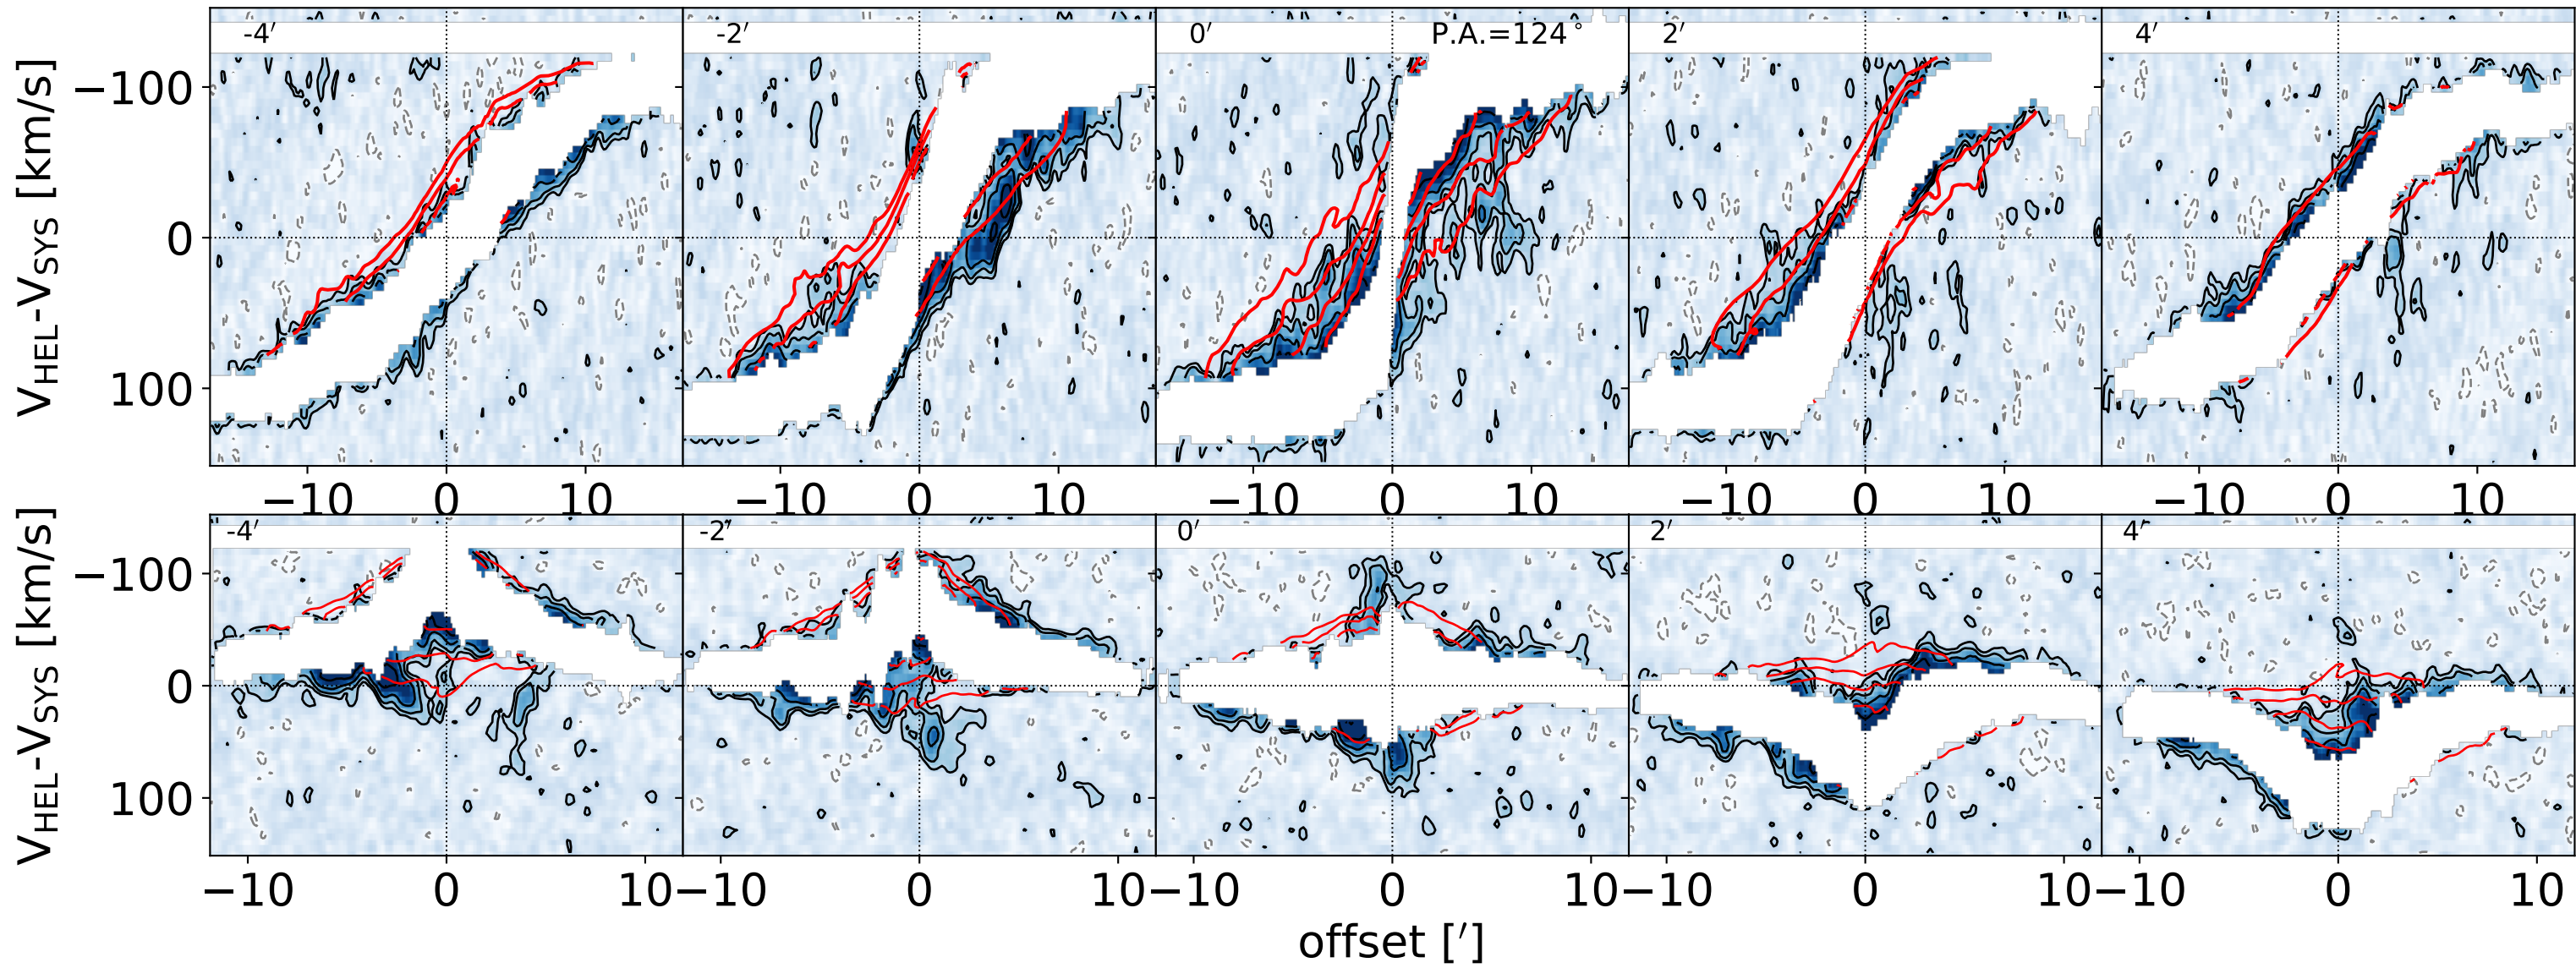 -4′ -2′ 0′ P.A.=124° 2′ 4′
V_HEL-V_SYS [km/s]
−100
0
100
−10 0 10 −10 0 10 −10 0 10 −10 0 10 −10 0 10
-4′ -2′ 0′ 2′ 4′
V_HEL-V_SYS [km/s]
−100
0
100
−10 0 10 −10 0 10 −10 0 10 −10 0 10 −10 0 10
offset [′]